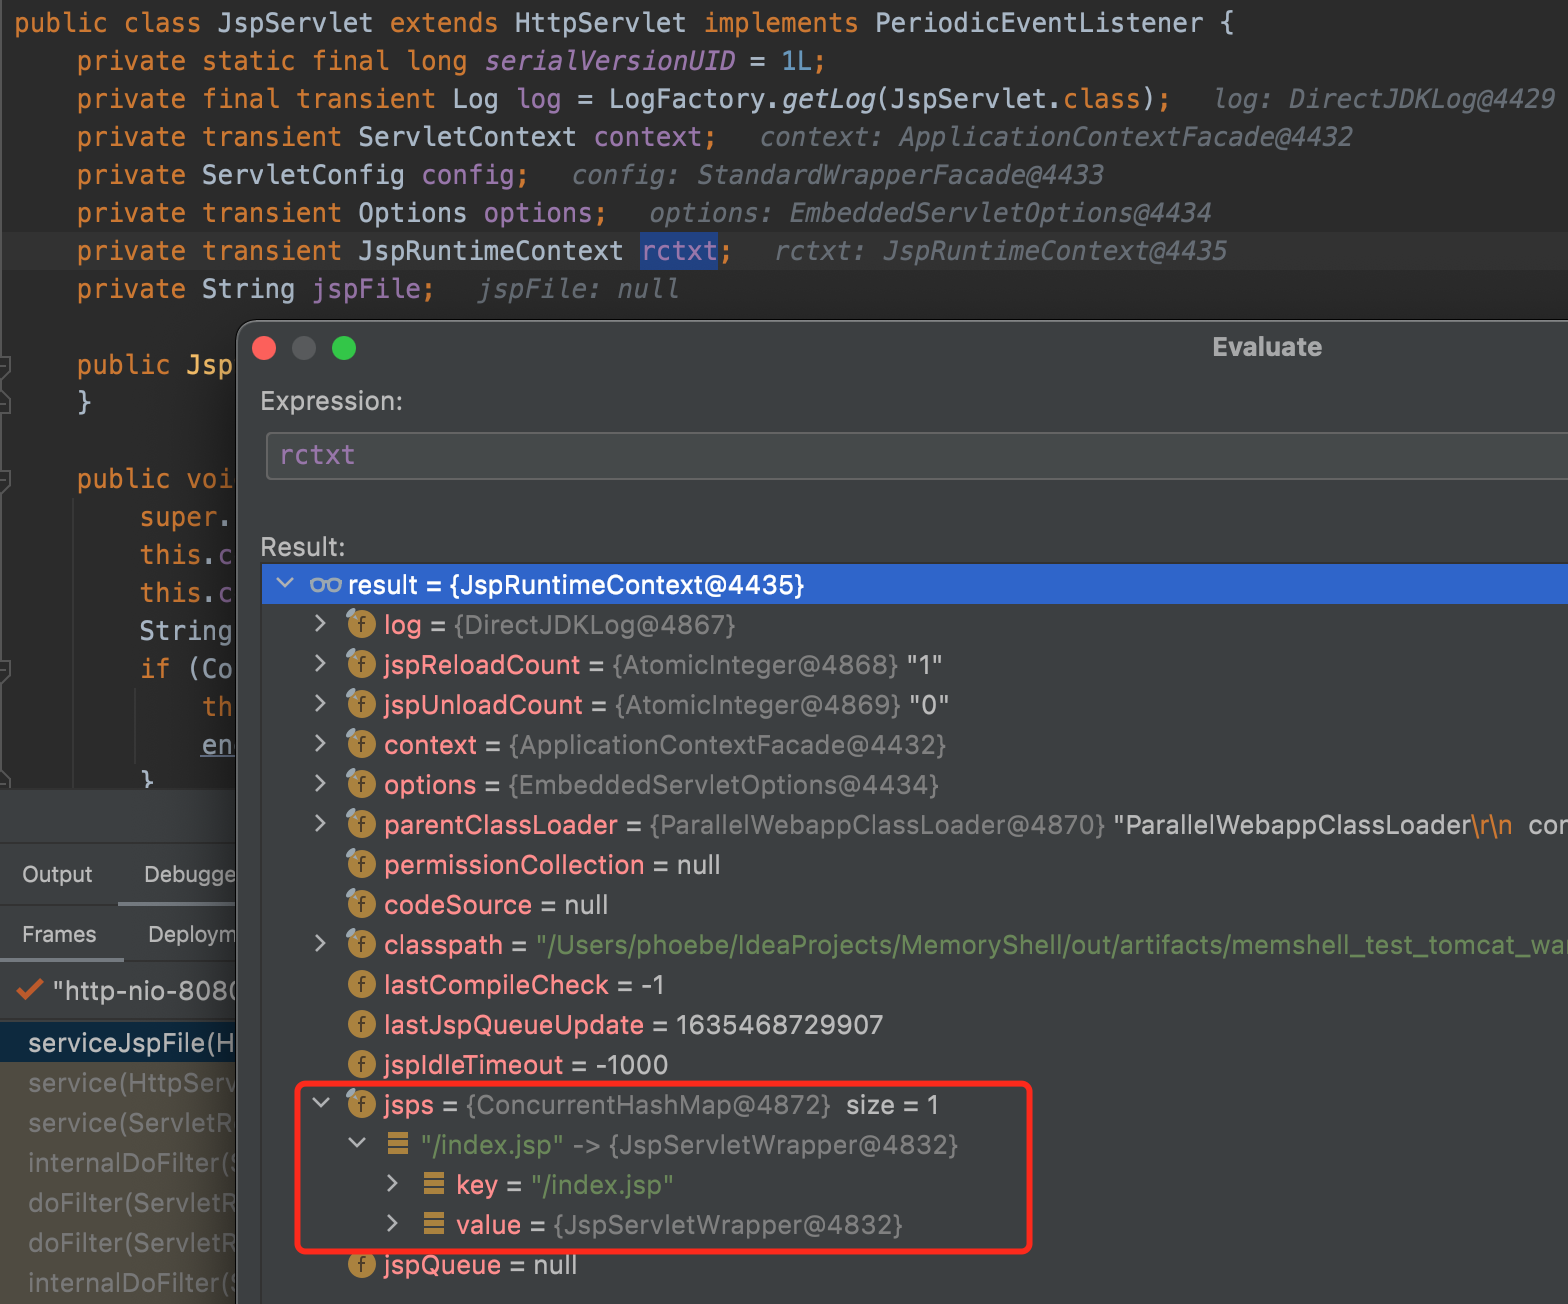 public class JspServlet extends HttpServlet implements PeriodicEventListener {
private static final long serialVersionUID = 1L;
private final transient Log log = LogFactory.getLog(JspServlet.class); log: DirectJDKLog@4429
private transient ServletContext context; context: ApplicationContextFacade@4432
private ServletConfig config; config: StandardWrapperFacade@4433
private transient Options options; options: EmbeddedServletOptions@4434
private transient JspRuntimeContext rctxt; rctxt: JspRuntimeContext@4435
private String jspFile; jspFile: null
public Jsp
}
public voi
super.
this.c
this.c
String
if (Co
th
en
}
Evaluate
Expression:
rctxt
Result:
result = {JspRuntimeContext@4435}
log = {DirectJDKLog@4867}
jspReloadCount = {AtomicInteger@4868} "1"
jspUnloadCount = {AtomicInteger@4869} "0"
context = {ApplicationContextFacade@4432}
options = {EmbeddedServletOptions@4434}
parentClassLoader = {ParallelWebappClassLoader@4870} "ParallelWebappClassLoader\r\n con
permissionCollection = null
codeSource = null
classpath = "/Users/phoebe/IdeaProjects/MemoryShell/out/artifacts/memshell_test_tomcat_wa
lastCompileCheck = -1
lastJspQueueUpdate = 1635468729907
jspIdleTimeout = -1000
jsps = {ConcurrentHashMap@4872} size = 1
"/index.jsp" -> {JspServletWrapper@4832}
key = "/index.jsp"
value = {JspServletWrapper@4832}
jspQueue = null
Output Debugge
Frames Deploym
"http-nio-8080
serviceJspFile(H
service(HttpServ
service(ServletR
internalDoFilter(S
doFilter(ServletR
doFilter(ServletR
internalDoFilter(S